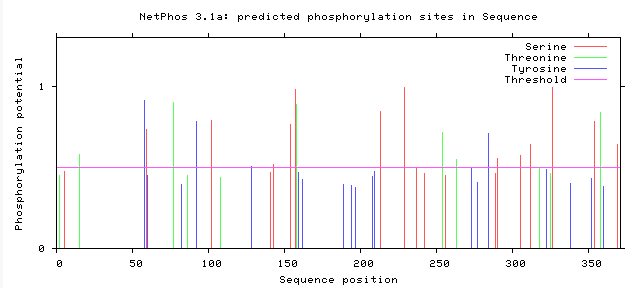 NetPhos 3.1a: predicted phosphorylation sites in Sequence
Serine
Threonine
Tyrosine
Threshold
Phosphorylation potential
1
0
0 50 100 150 200 250 300 350
Sequence position